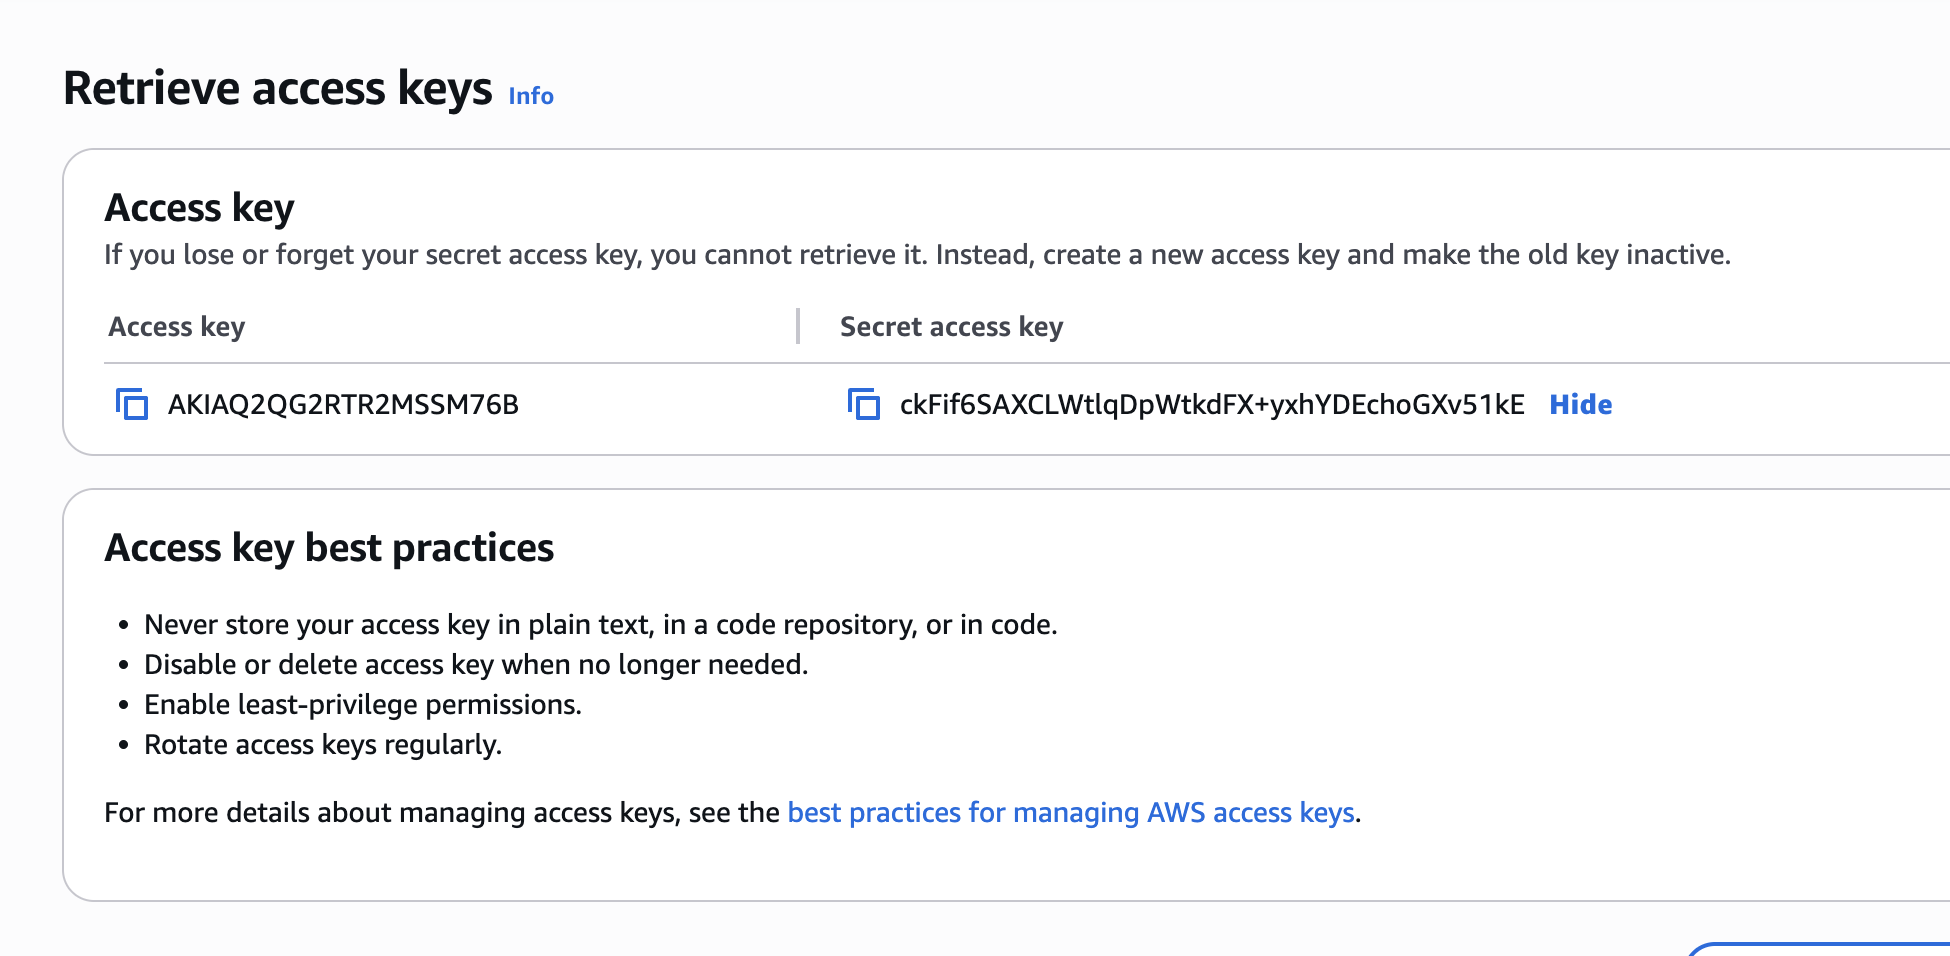 Retrieve access keys Info
Access key
If you lose or forget your secret access key, you cannot retrieve it. Instead, create a new access key and make the old key inactive.
Access key
Secret access key
AKIAQ2QG2RTR2MSSM76B
ckFif6SAXCLWtlqDpWtkdFX+yxhYDEchoGXv51kE Hide
Access key best practices
• Never store your access key in plain text, in a code repository, or in code.
• Disable or delete access key when no longer needed.
• Enable least-privilege permissions.
• Rotate access keys regularly.
For more details about managing access keys, see the best practices for managing AWS access keys.